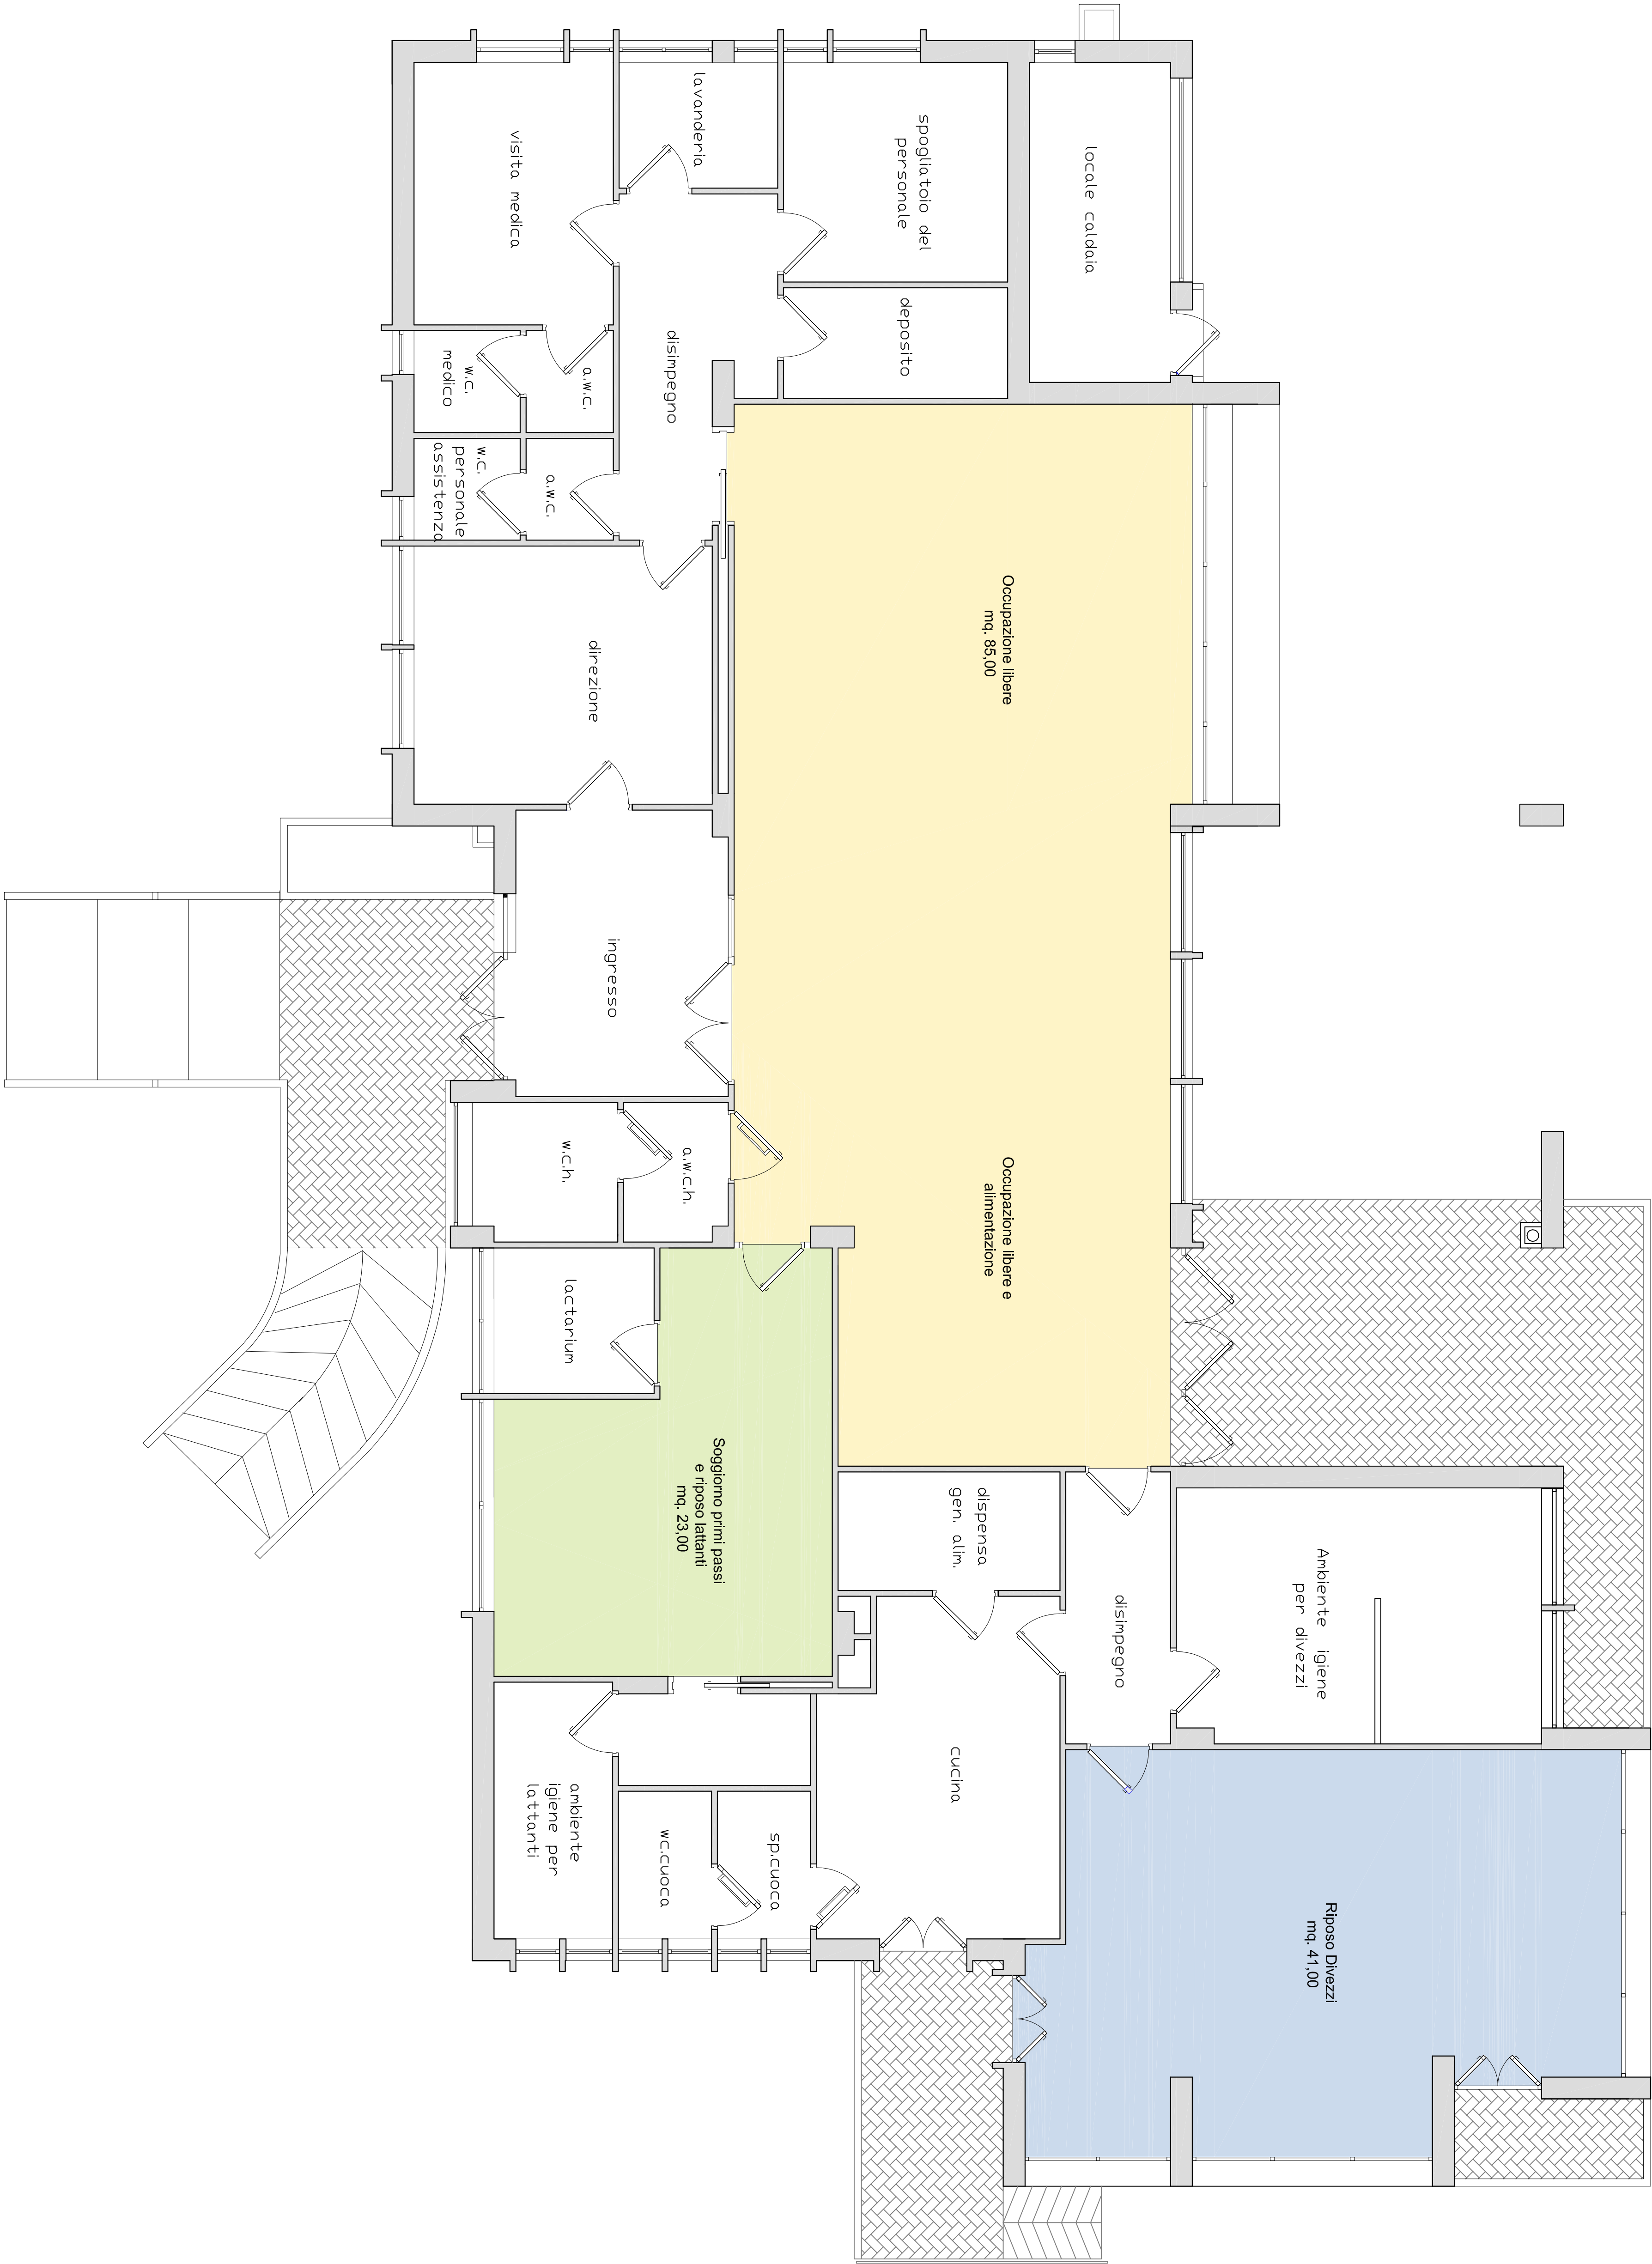 locale caldaia
spogliatoio del
personale
lavanderia
visita medica
deposito
disimpegno
a.w.c.
w.c.
medico
a.w.c.
w.c.
personale
assistenza
Occupazione libere
mq. 85,00
direzione
ingresso
Occupazione libere e
alimentazione
a.w.c.h.
w.c.h.
lactarium
Soggiorno primi passi
e riposo lattanti
mq. 23,00
dispensa
gen. alim.
Ambiente igiene
per divezzi
disimpegno
cucina
ambiente
igiene per
lattanti
wc.cuoca
sp.cuoca
Riposo Divezzi
mq. 41,00